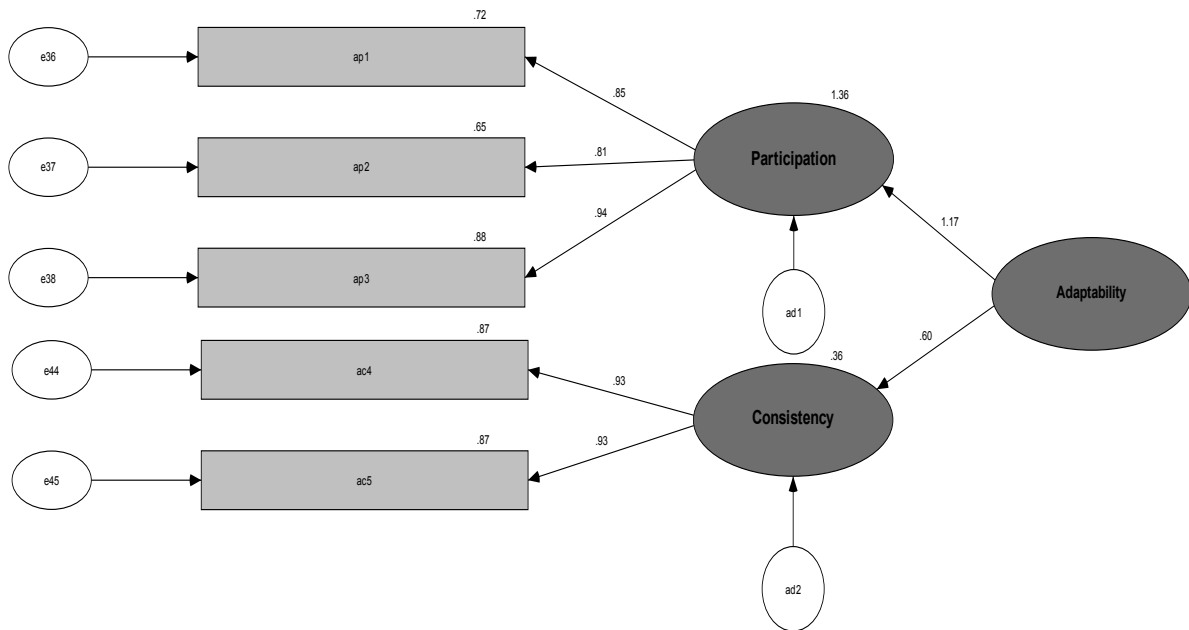 .72
e36
ap1
.85
1.36
.65
e37
ap2
.81
Participation
.94
1.17
.88
e38
ap3
Adaptability
ad1
.87
.60
.36
e44
ac4
.93
Consistency
.87
.93
e45
ac5
ad2